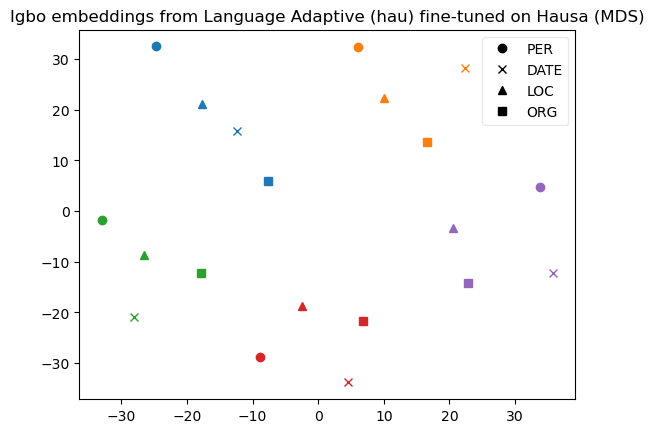 Igbo embeddings from Language Adaptive (hau) fine-tuned on Hausa (MDS)
PER
DATE
LOC
ORG
30
20
10
0
−10
−20
−30
−30 −20 −10 0 10 20 30